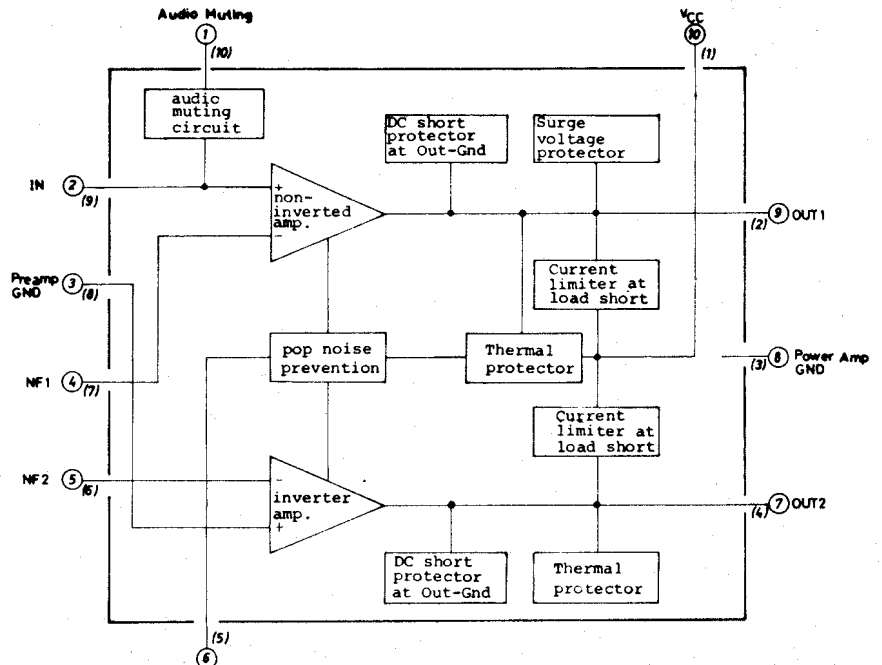 Audio Muting
1
(10)
VCC
10
(1)
audic
muting
circuit
DC short
protector
at Out-Gnd
Surge
voltage
protector
IN
2
(9)
+
non-
inverted
amp.
-
9
OUT1
(2)
Preamp
GND
3
(8)
Current
limiter at
load short
pop noise
prevention
Thermal
protector
8
Power Amp
GND
(3)
NF1
4
(7)
Current
limiter at
load short
NF2
5
(6)
-
inverter
amp.
+
7
OUT2
(4)
DC short
protector
at Out-Gnd
Thermal
protector
(5)
6